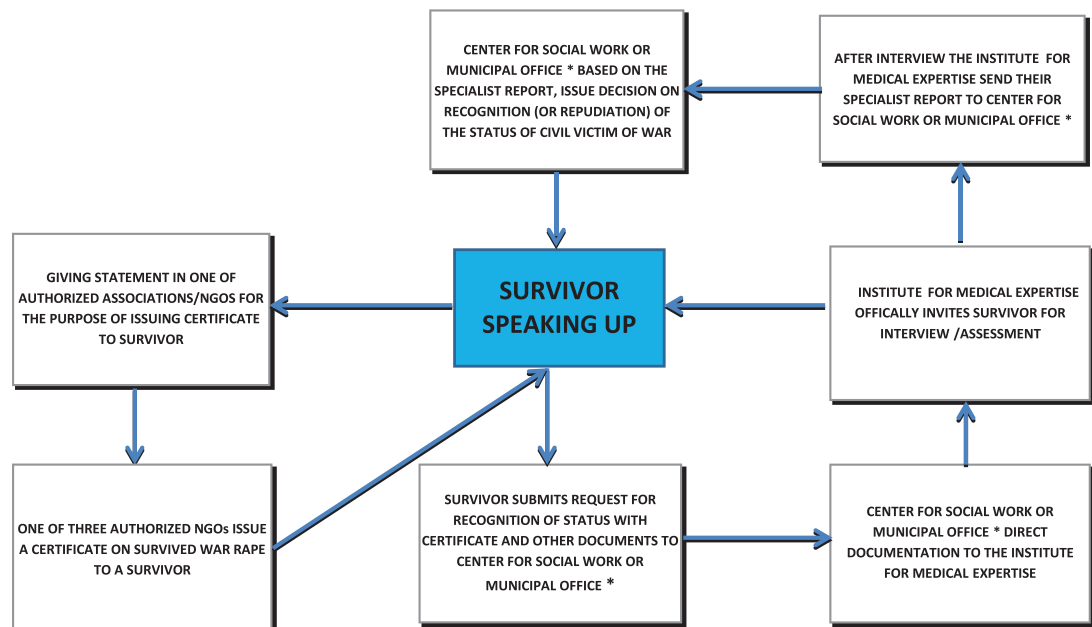 CENTER FOR SOCIAL WORK OR
MUNICIPAL OFFICE * BASED ON THE
SPECIALIST REPORT, ISSUE DECISION ON
RECOGNITION (OR REPUDIATION) OF
THE STATUS OF CIVIL VICTIM OF WAR
AFTER INTERVIEW THE INSTITUTE FOR
MEDICAL EXPERTISE SEND THEIR
SPECIALIST REPORT TO CENTER FOR
SOCIAL WORK OR MUNICIPAL OFFICE *
GIVING STATEMENT IN ONE OF
AUTHORIZED ASSOCIATIONS/NGOS FOR
THE PURPOSE OF ISSUING CERTIFICATE
TO SURVIVOR
SURVIVOR
SPEAKING UP
INSTITUTE FOR MEDICAL EXPERTISE
OFFICALLY INVITES SURVIVOR FOR
INTERVIEW /ASSESSMENT
ONE OF THREE AUTHORIZED NGOs ISSUE
A CERTIFICATE ON SURVIVED WAR RAPE
TO A SURVIVOR
SURVIVOR SUBMITS REQUEST FOR
RECOGNITION OF STATUS WITH
CERTIFICATE AND OTHER DOCUMENTS TO
CENTER FOR SOCIAL WORK OR
MUNICIPAL OFFICE *
CENTER FOR SOCIAL WORK OR
MUNICIPAL OFFICE * DIRECT
DOCUMENTATION TO THE INSTITUTE
FOR MEDICAL EXPERTISE